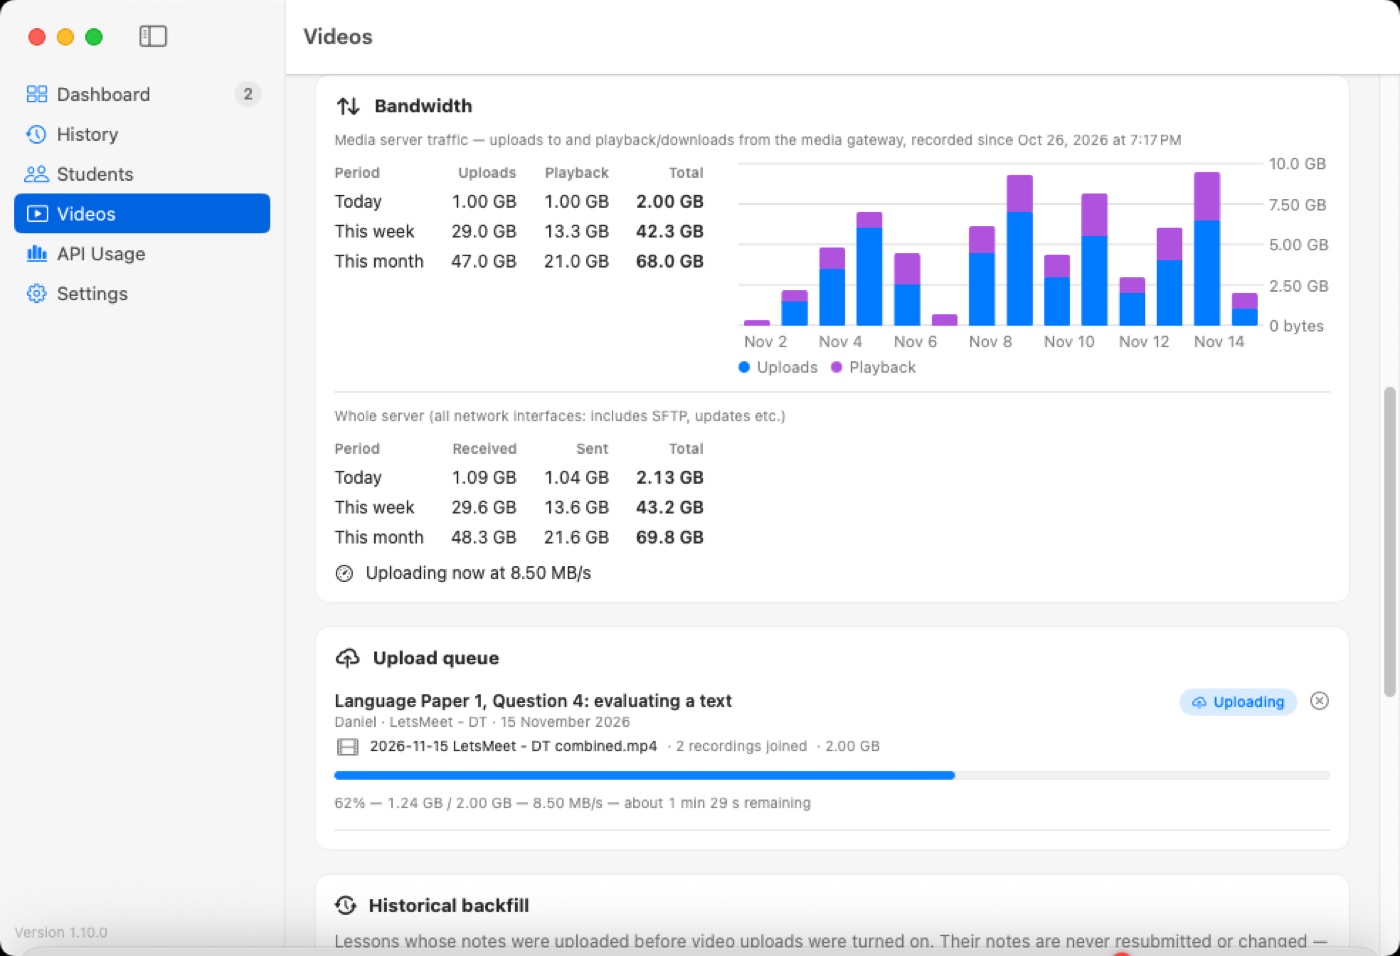 Videos
Dashboard 2
History
Students
Videos
API Usage
Settings
Version 1.10.0
Bandwidth
Media server traffic — uploads to and playback/downloads from the media gateway, recorded since Oct 26, 2026 at 7:17 PM
Period Uploads Playback Total
Today 1.00 GB 1.00 GB 2.00 GB
This week 29.0 GB 13.3 GB 42.3 GB
This month 47.0 GB 21.0 GB 68.0 GB
10.0 GB
7.50 GB
5.00 GB
2.50 GB
0 bytes
Nov 2 Nov 4 Nov 6 Nov 8 Nov 10 Nov 12 Nov 14
Uploads Playback
Whole server (all network interfaces: includes SFTP, updates etc.)
Period Received Sent Total
Today 1.09 GB 1.04 GB 2.13 GB
This week 29.6 GB 13.6 GB 43.2 GB
This month 48.3 GB 21.6 GB 69.8 GB
Uploading now at 8.50 MB/s
Upload queue
Language Paper 1, Question 4: evaluating a text
Uploading
Daniel · LetsMeet - DT · 15 November 2026
2026-11-15 LetsMeet - DT combined.mp4 · 2 recordings joined · 2.00 GB
62% — 1.24 GB / 2.00 GB — 8.50 MB/s — about 1 min 29 s remaining
Historical backfill
Lessons whose notes were uploaded before video uploads were turned on. Their notes are never resubmitted or changed —